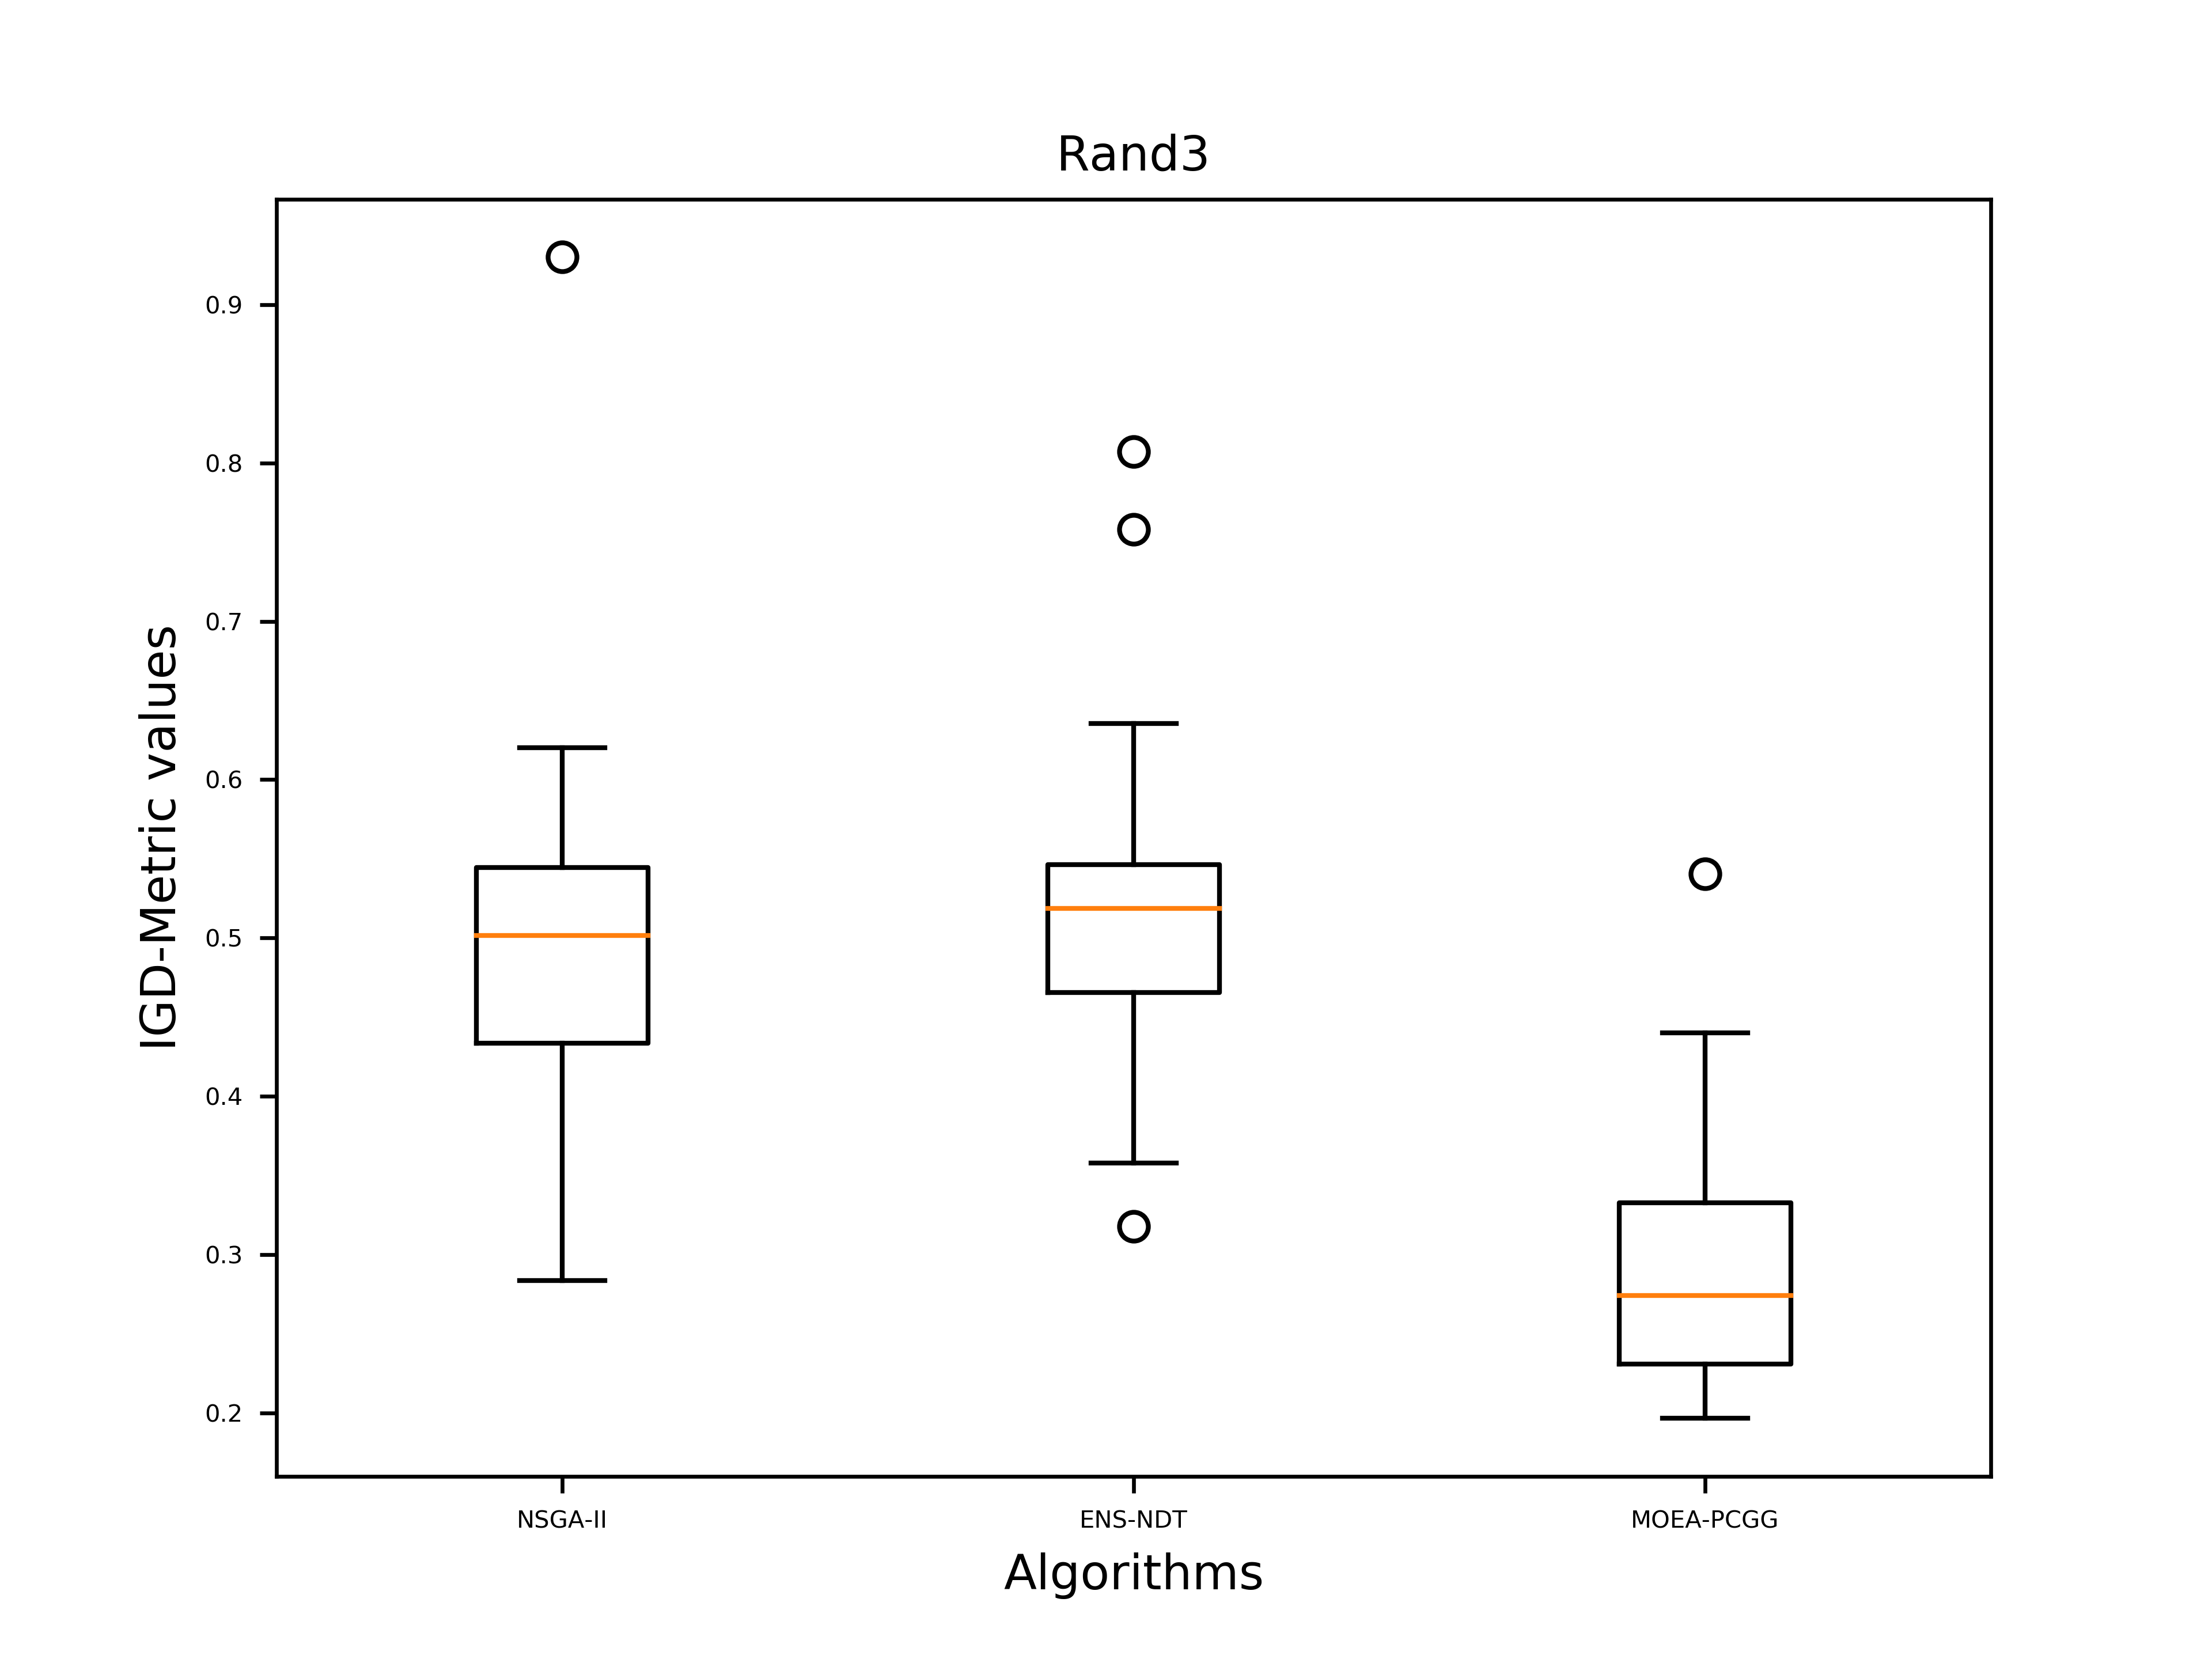 Rand3
IGD-Metric values
0.9
0.8
0.7
0.6
0.5
0.4
0.3
0.2
NSGA-II
ENS-NDT
MOEA-PCGG
Algorithms